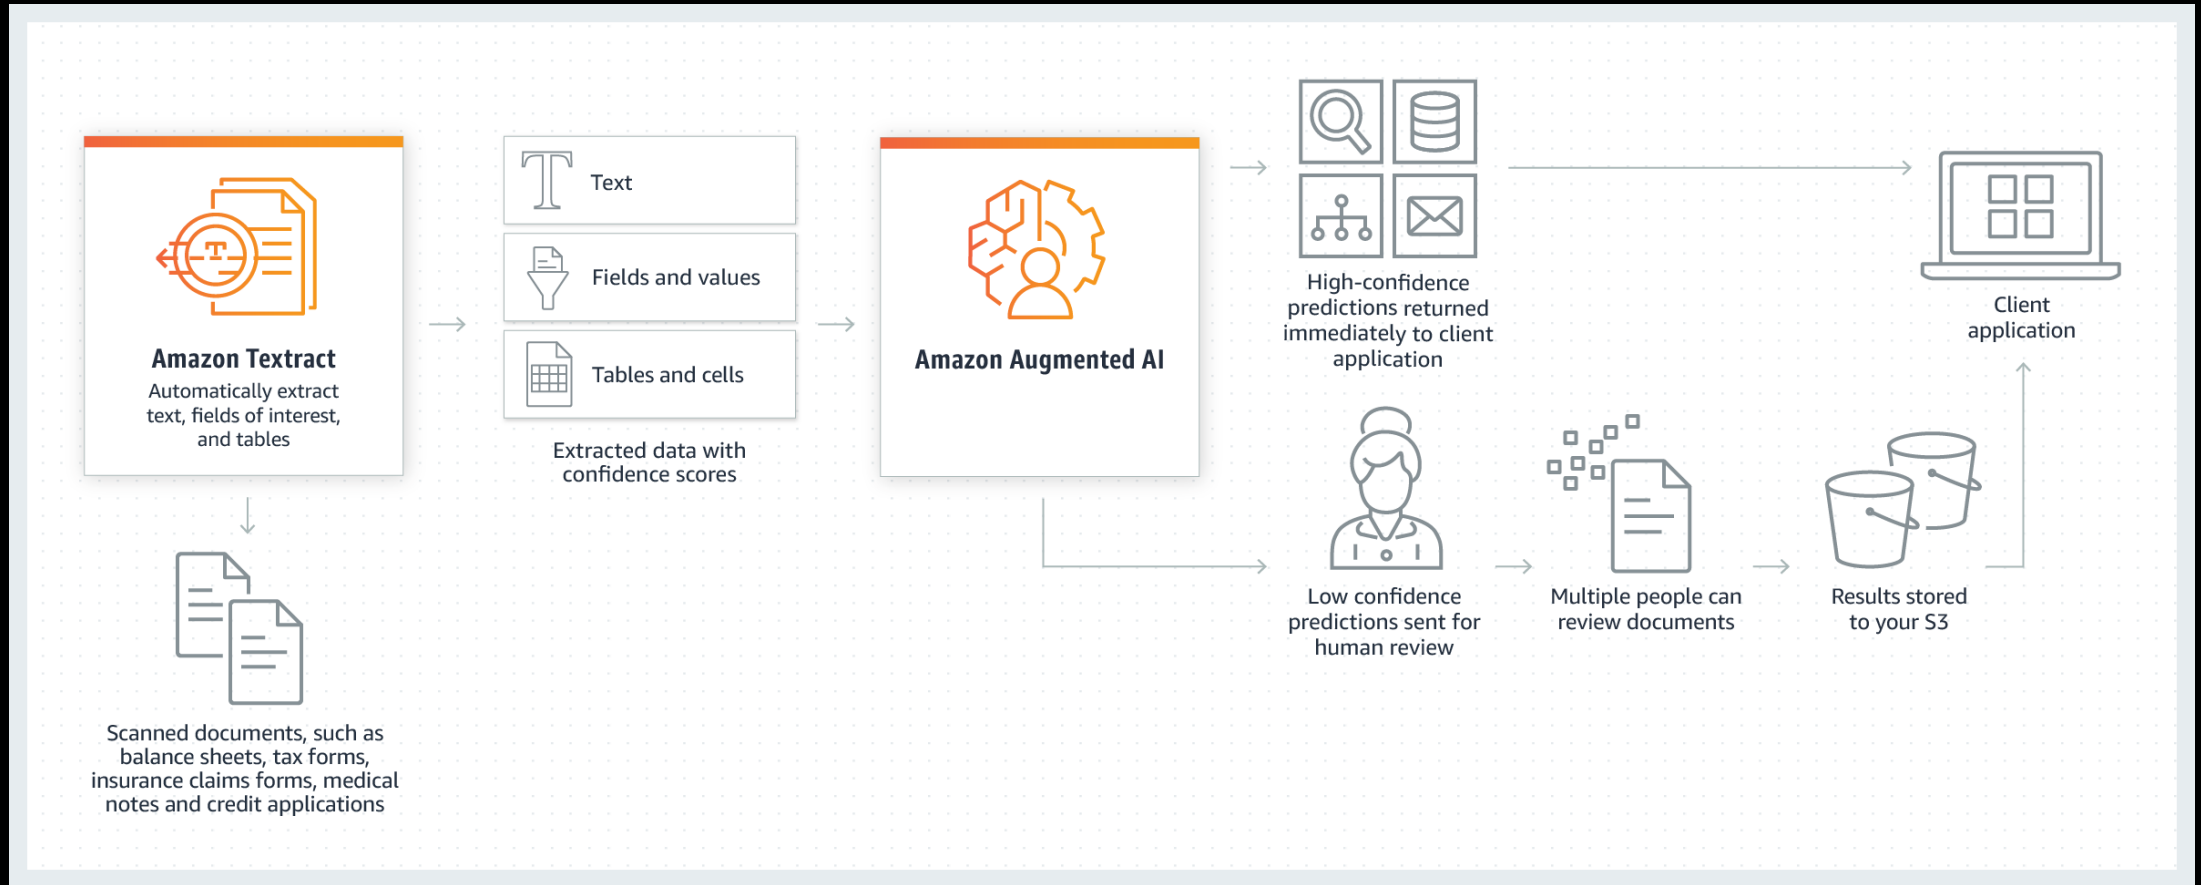 Amazon Textract
Automatically extract
text, fields of interest,
and tables
Scanned documents, such as
balance sheets, tax forms,
insurance claims forms, medical
notes and credit applications
T
Text
Fields and values
Tables and cells
Extracted data with
confidence scores
Amazon Augmented AI
High-confidence
predictions returned
immediately to client
application
Low confidence
predictions sent for
human review
Multiple people can
review documents
Results stored
to your S3
Client
application